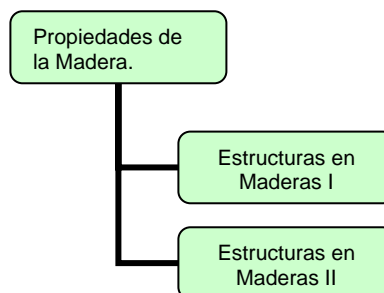 Propiedades de
la Madera.
Estructuras en
Maderas I
Estructuras en
Maderas II